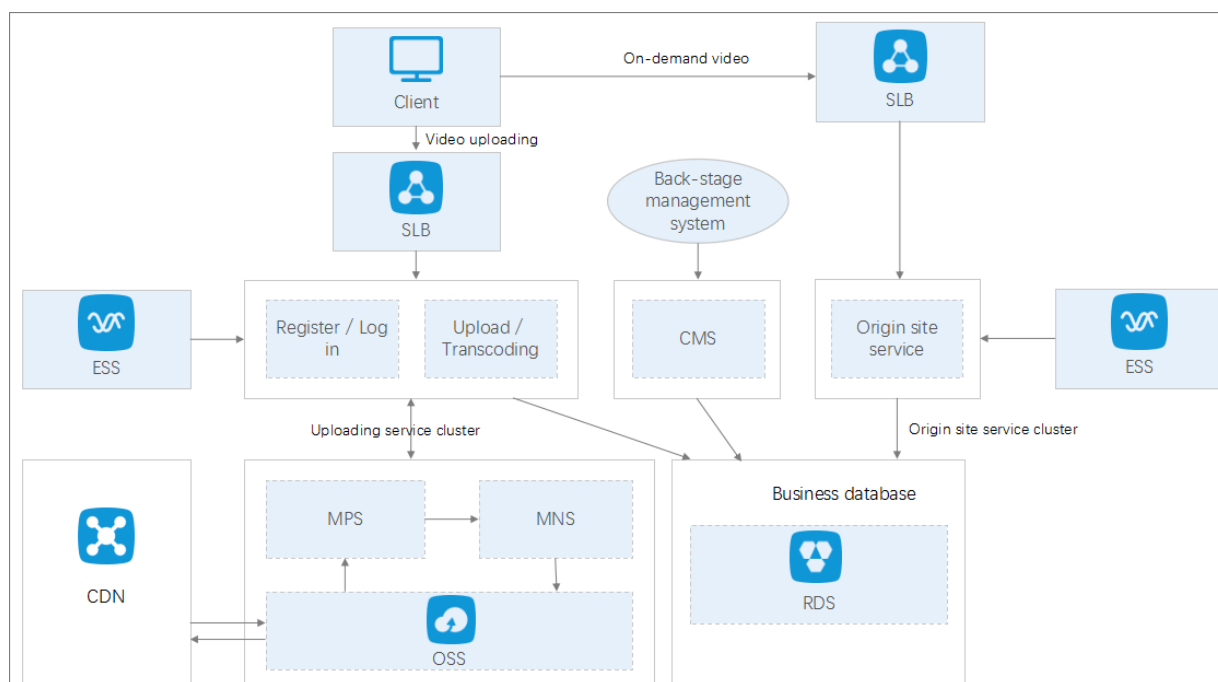 On-demand video
Client
SLB
Video uploading
SLB
Back-stage
management
system
ESS
Register / Log
in
Upload /
Transcoding
CMS
Origin site
service
ESS
Uploading service cluster
Origin site service cluster
CDN
MPS
MNS
OSS
Business database
RDS